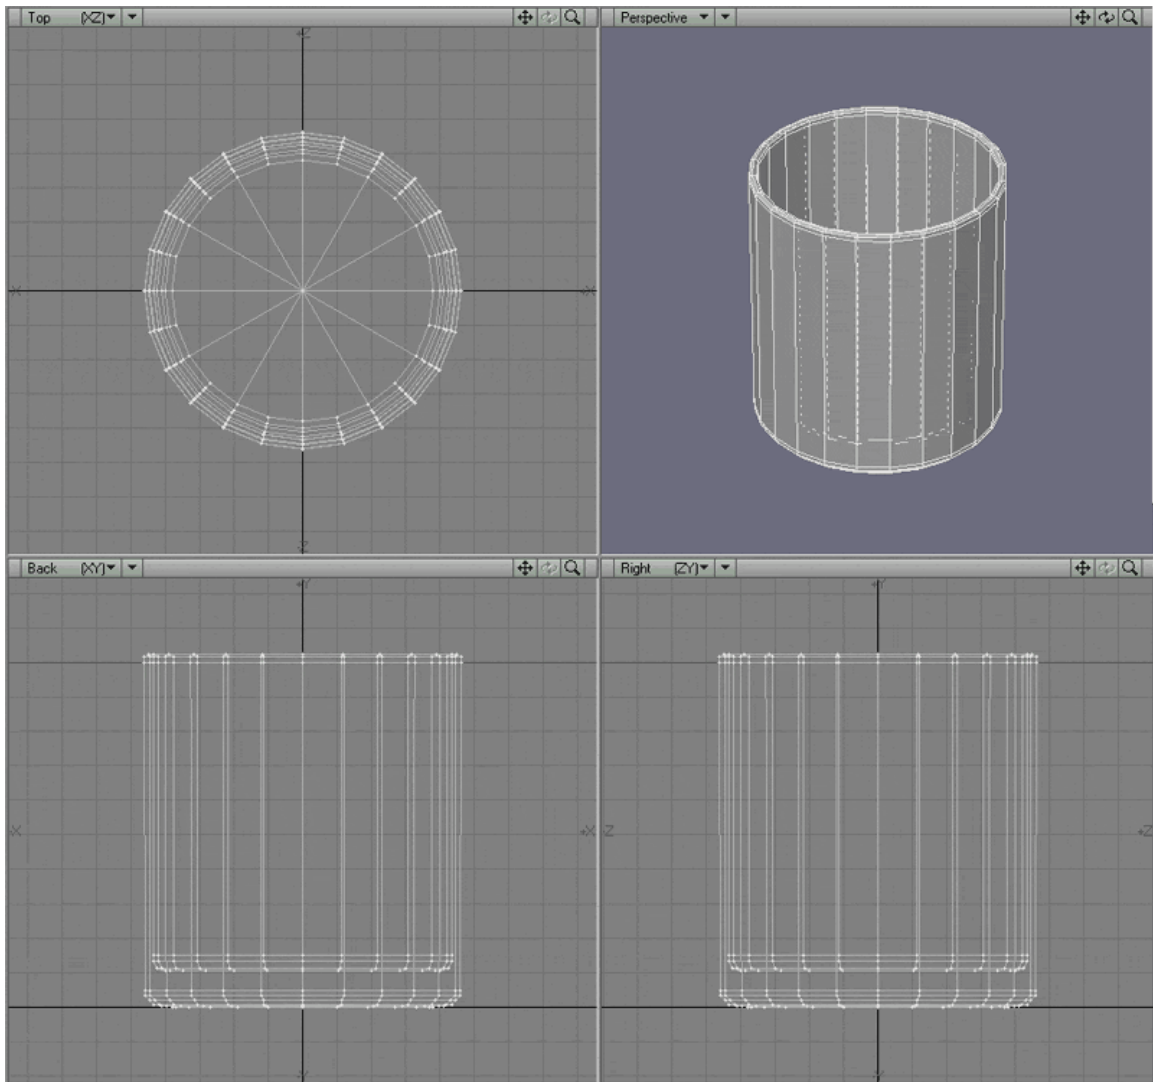 Top (XZ)
Perspective
+Z
-X
+X
-Z
Back (XY)
Right (ZY)
+Y
+Y
-X
+X
-Z
+Z
-Y
-Y